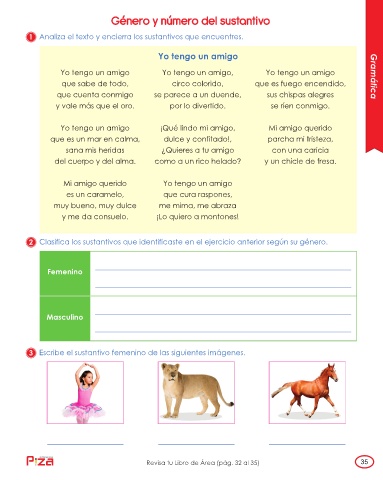 Género y número del sustantivo
1 Analiza el texto y encierra los sustantivos que encuentres.
Yo tengo un amigo
Yo tengo un amigo
que sabe de todo,
que cuenta conmigo
y vale más que el oro.
Yo tengo un amigo
que es un mar en calma,
sana mis heridas
del cuerpo y del alma.
Mi amigo querido
es un caramelo,
muy bueno, muy dulce
y me da consuelo.
Yo tengo un amigo,
circo colorido,
se parece a un duende,
por lo divertido.
¡Qué lindo mi amigo,
dulce y confitado!,
¿Quieres a tu amigo
como a un rico helado?
Yo tengo un amigo
que cura raspones,
me mima, me abraza
¡Lo quiero a montones!
Yo tengo un amigo
que es fuego encendido,
sus chispas alegres
se ríen conmigo.
Mi amigo querido
parcha mi tristeza,
con una caricia
y un chicle de fresa.
Gramática
2 Clasifica los sustantivos que identificaste en el ejercicio anterior según su género.
Femenino
Masculino
3 Escribe el sustantivo femenino de las siguientes imágenes.
Piza
Revisa tu Libro de Área (pág. 32 al 35)
35